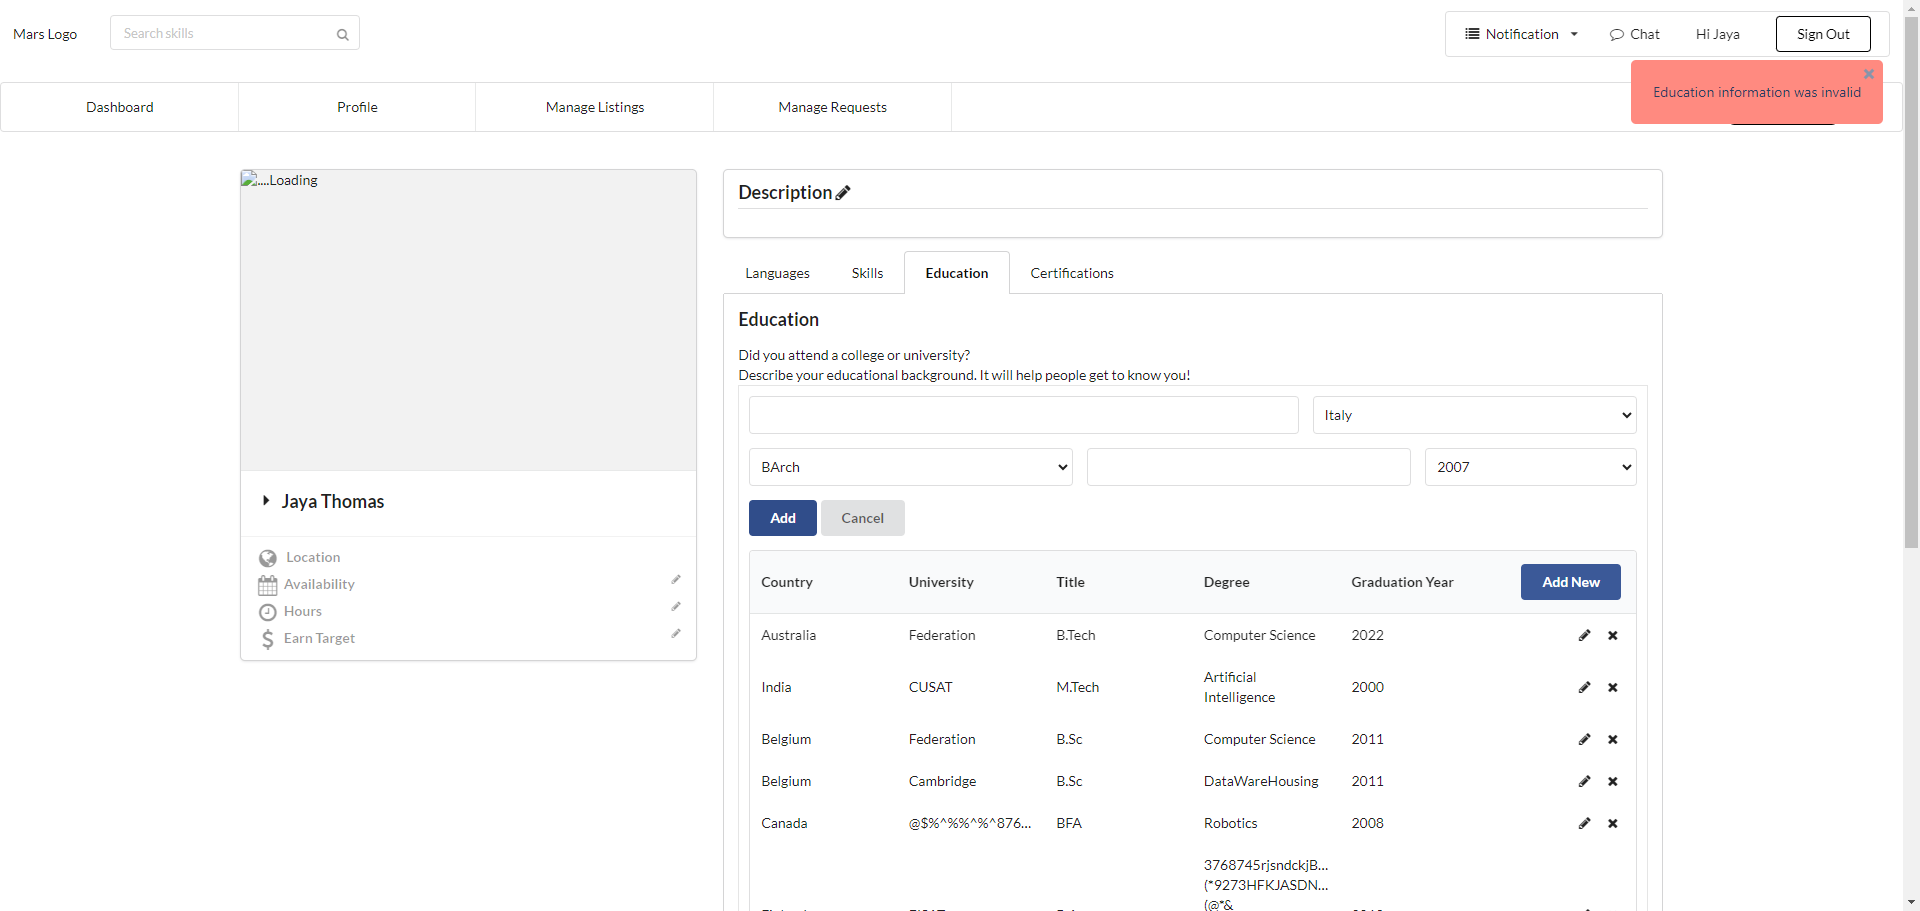 Mars Logo
Search skills
Notification
Chat
Hi Jaya
Sign Out
Education information was invalid
Dashboard
Profile
Manage Listings
Manage Requests
....Loading
Jaya Thomas
Location
Availability
Hours
Earn Target
Description
Languages
Skills
Education
Certifications
Education
Did you attend a college or university?
Describe your educational background. It will help people get to know you!
Italy
BArch
2007
Add
Cancel
Country University Title Degree Graduation Year Add New
Australia Federation B.Tech Computer Science 2022
India CUSAT M.Tech Artificial Intelligence 2000
Belgium Federation B.Sc Computer Science 2011
Belgium Cambridge B.Sc DataWareHousing 2011
Canada @$%^%%^%^876... BFA Robotics 2008
3768745rjsndckjB...
(*9273HFKJASDN...
(@*&